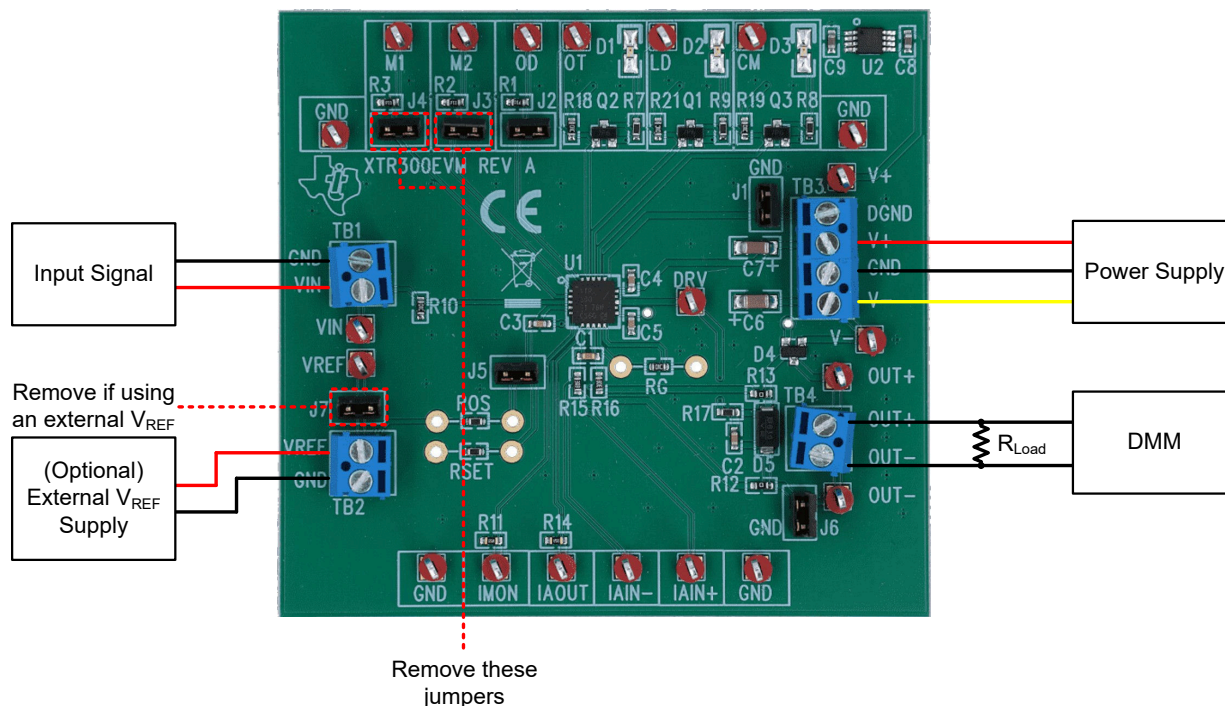 M1
M2
OD
OT
D1
LD
D2
CM
D3
C9
U2
C8
R3
J4
R2
J3
R1
J2
R18
Q2
R7
R21
Q1
R9
R19
Q3
R8
GND
GND
XTR300EVM REV A
GND
J1
TB3
V+
DGND
V+
GND
V-
V-
Power Supply
Input Signal
TB1
GND
VIN
VIN
VREF
R10
U1
C4
DRV
C7+
+C6
C3
C5
C1
D4
J5
RG
R15
R16
R13
TB4
OUT+
OUT+
OUT-
OUT-
R17
C2
D5
R12
GND
J6
RLoad
DMM
Remove if using
an external VREF
J7
POS
RSET
VREF
GND
TB2
(Optional)
External VREF
Supply
R11
R14
GND
IMON
IAOUT
IAIN-
IAIN+
GND
Remove these
jumpers